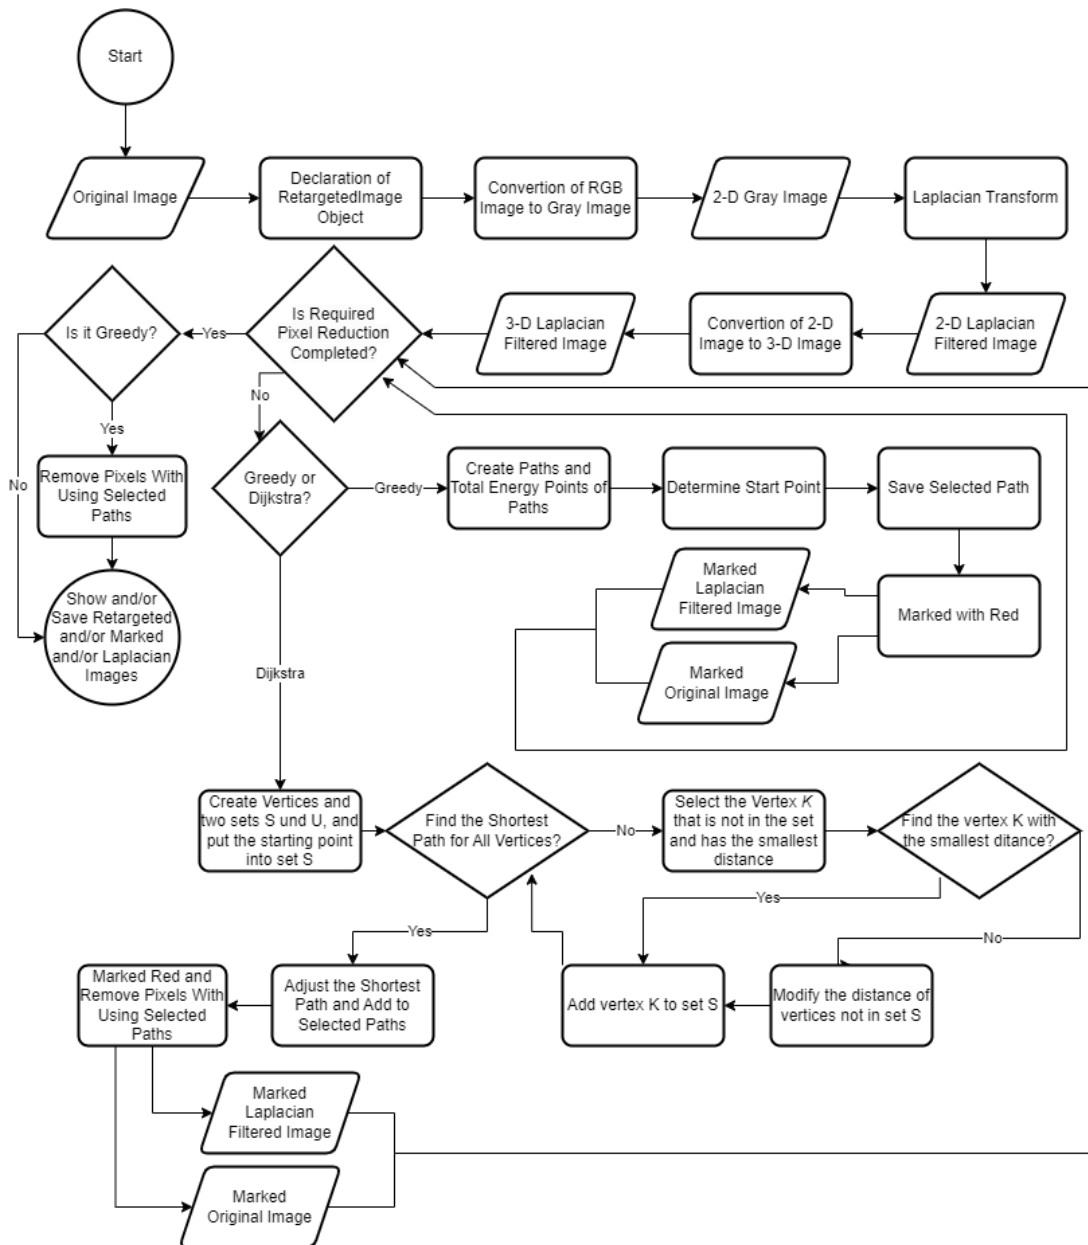 Start
Original Image
Declaration of
RetargetedImage
Object
Convertion of RGB
Image to Gray Image
2-D Gray Image
Laplacian Transform
Is it Greedy?
Yes
Is Required
Pixel Reduction
Completed?
3-D Laplacian
Filtered Image
Convertion of 2-D
Image to 3-D Image
2-D Laplacian
Filtered Image
No
Yes
No
Remove Pixels With
Using Selected
Paths
Greedy or
Dijkstra?
Greedy
Create Paths and
Total Energy Points of
Paths
Determine Start Point
Save Selected Path
Show and/or
Save Retargeted
and/or Marked
and/or Laplacian
Images
Marked
Laplacian
Filtered Image
Marked with Red
Marked
Original Image
Dijkstra
Create Vertices and
two sets S und U, and
put the starting point
into set S
Find the Shortest
Path for All Vertices?
No
Select the Vertex K
that is not in the set
and has the smallest
distance
Find the vertex K with
the smallest ditance?
Yes
Yes
No
Marked Red and
Remove Pixels With
Using Selected
Paths
Adjust the Shortest
Path and Add to
Selected Paths
Add vertex K to set S
Modify the distance of
vertices not in set S
Marked
Laplacian
Filtered Image
Marked
Original Image